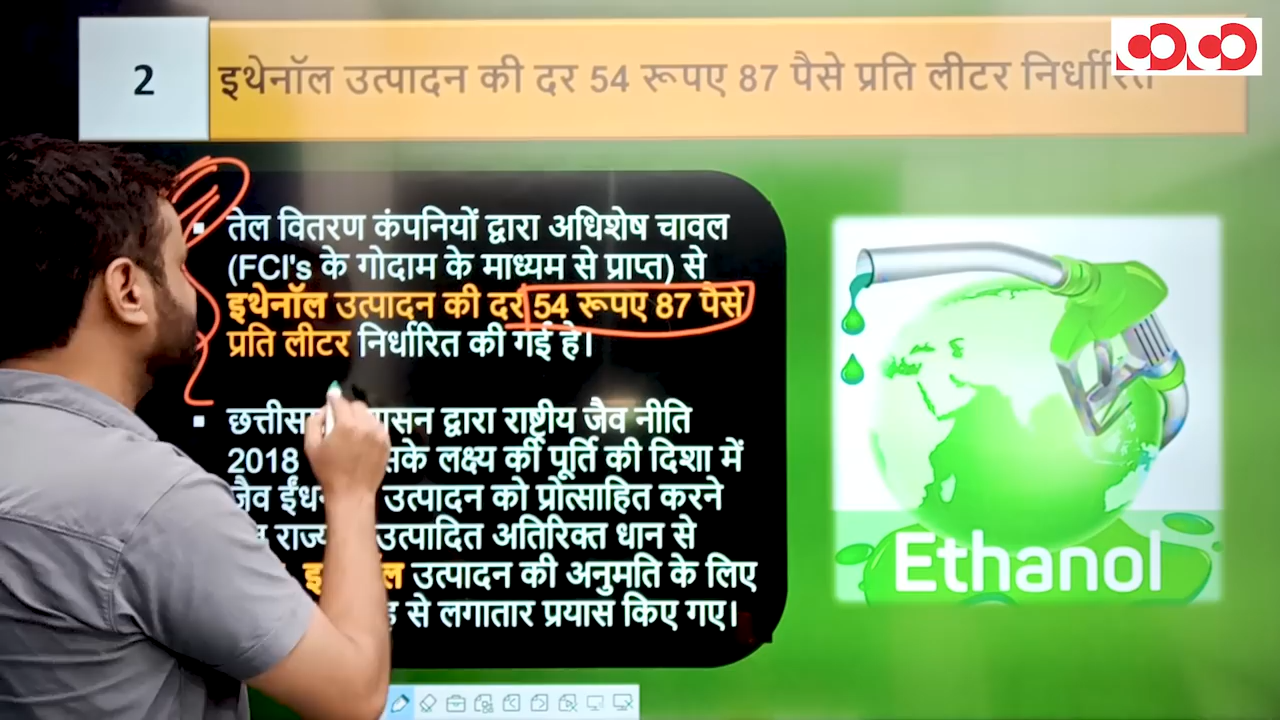 2
इथेनॉल उत्पादन की दर 54 रूपए 87 पैसे प्रति लीटर निर्धारित
तेल वितरण कंपनियों द्वारा अधिशेष चावल
(FCI's के गोदाम के माध्यम से प्राप्त) से
इथेनॉल उत्पादन की दर 54 रूपए 87 पैसे
प्रति लीटर निर्धारित की गई हे।
द्वारा राष्ट्रीय जैव नीति
2018 लक्ष्य की पूर्ति की दिशा में
जैव उत्पादन को प्रोत्साहित करने
उत्पादित अतिरिक्त धान से
उत्पादन की अनुमति के लिए
से लगातार प्रयास किए गए।
Ethanol